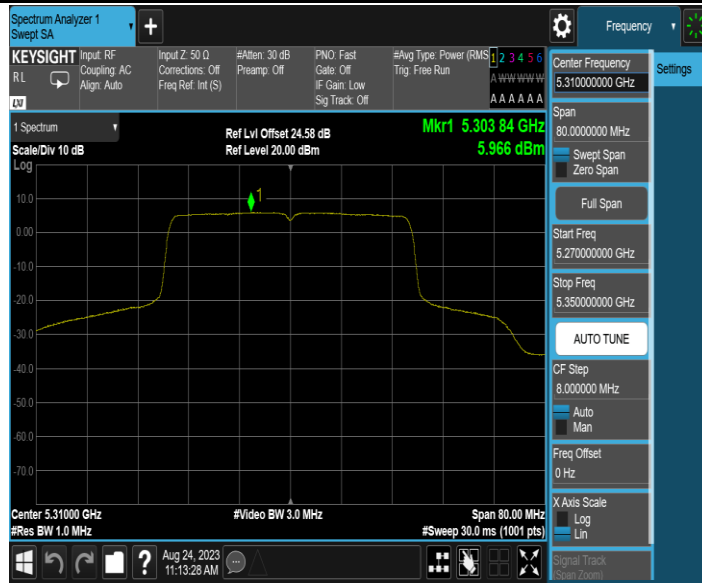 Spectrum Analyzer 1
Swept SA
+
Frequency
KEYSIGHT
RL
LXI
Input: RF
Coupling: AC
Align: Auto
Input Z: 50 Ω
Corrections: Off
Freq Ref: Int (S)
#Atten: 30 dB
Preamp: Off
PNO: Fast
Gate: Off
IF Gain: Low
Sig Track: Off
#Avg Type: Power (RMS
Trig: Free Run
1 2 3 4 5 6
A W W W W W
A A A A A A
Center Frequency
5.310000000 GHz
Settings
Span
80.0000000 MHz
Swept Span
Zero Span
Full Span
Start Freq
5.270000000 GHz
Stop Freq
5.350000000 GHz
AUTO TUNE
CF Step
8.000000 MHz
Auto
Man
Freq Offset
0 Hz
X Axis Scale
Log
Lin
Signal Track
(Span Zoom)
1 Spectrum
Scale/Div 10 dB
Log
Ref Lvl Offset 24.58 dB
Ref Level 20.00 dBm
Mkr1 5.303 84 GHz
5.966 dBm
1
10.0
0.00
-10.0
-20.0
-30.0
-40.0
-50.0
-60.0
-70.0
Center 5.31000 GHz
#Res BW 1.0 MHz
#Video BW 3.0 MHz
Span 80.00 MHz
#Sweep 30.0 ms (1001 pts)
?
Aug 24, 2023
11:13:28 AM